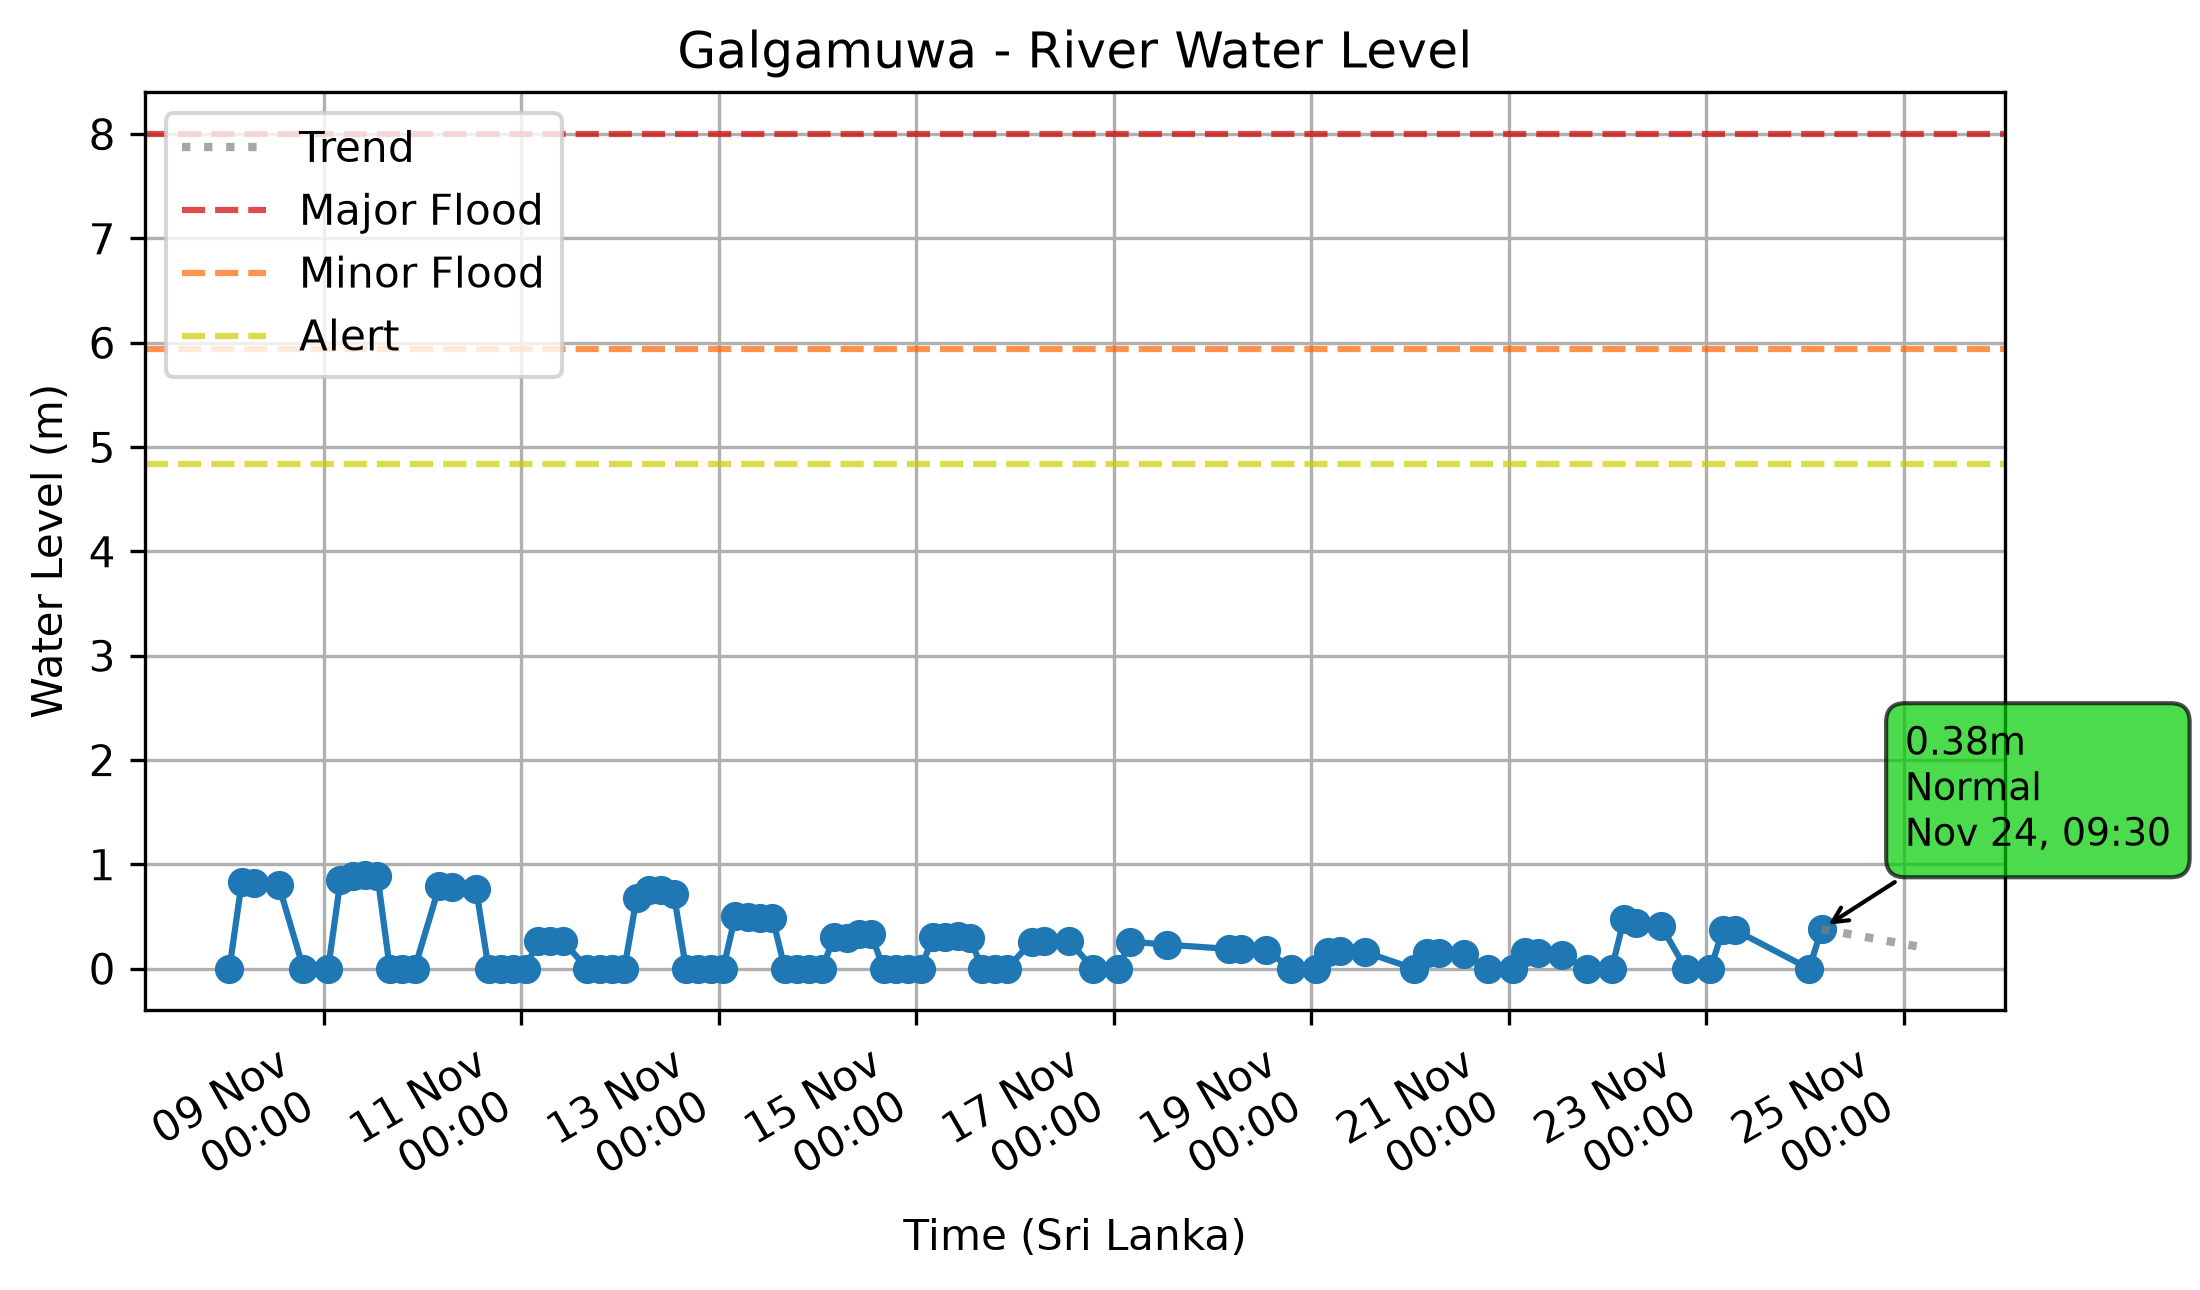 Galgamuwa - River Water Level
Trend
Major Flood
Minor Flood
Alert
Water Level (m)
8
7
6
5
4
3
2
1
0
0.38m
Normal
Nov 24, 09:30
09 Nov
00:00
11 Nov
00:00
13 Nov
00:00
15 Nov
00:00
17 Nov
00:00
19 Nov
00:00
21 Nov
00:00
23 Nov
00:00
25 Nov
00:00
Time (Sri Lanka)